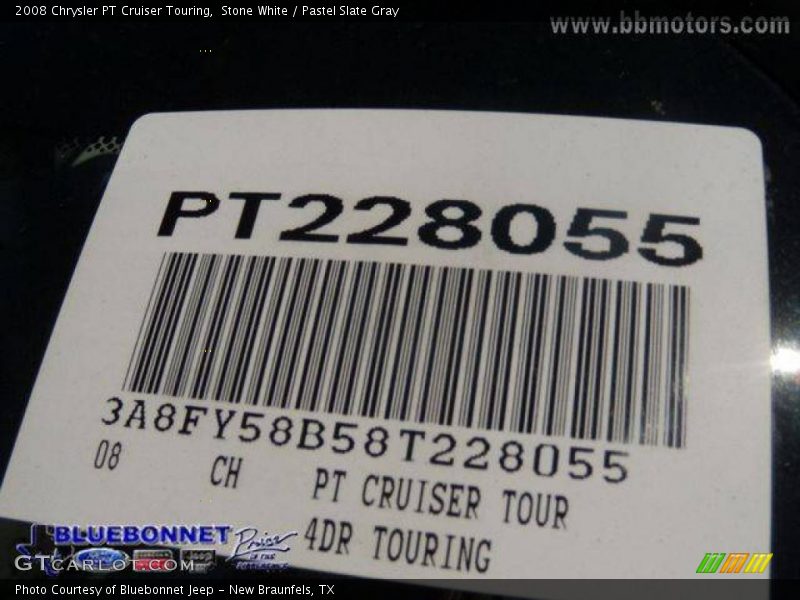 2008 Chrysler PT Cruiser Touring,  Stone White / Pastel Slate Gray
www.bbmotors.com
PT228055
3A8FY58B58T228055
08 CH PT CRUISER TOUR
4DR TOURING
BLUEBONNET Price
GTCARLOT.COM
Photo Courtesy of Bluebonnet Jeep - New Braunfels, TX